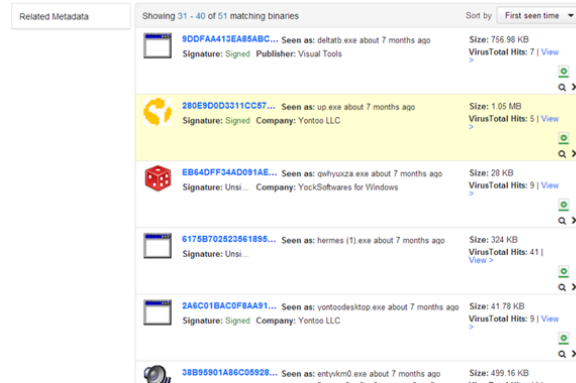 Related Metadata
Showing 31 - 40 of 51 matching binaries
Sort by First seen time
9DDFAA413EA85ABC... Seen as: deltatb.exe about 7 months ago
Size: 756.98 KB
Signature: Signed Publisher: Visual Tools
VirusTotal Hits: 7 | View >
280E9D0D3311CC57... Seen as: up.exe about 7 months ago
Size: 1.05 MB
Signature: Signed Company: Yontoo LLC
VirusTotal Hits: 5 | View >
EB64DFF34AD091AE... Seen as: qwhyuxza.exe about 7 months ago
Size: 28 KB
Signature: Unsi... Company: YockSoftwares for Windows
VirusTotal Hits: 9 | View >
6175B702523561895... Seen as: hermes (1).exe about 7 months ago
Size: 324 KB
Signature: Unsi...
VirusTotal Hits: 41 |
View >
2A6C01BAC0F8AA91... Seen as: yontoodesktop.exe about 7 months ago
Size: 41.78 KB
Signature: Signed Company: Yontoo LLC
VirusTotal Hits: 9 | View >
38B95901A86C05928... Seen as: entyvkm0.exe about 7 months ago
Size: 499.16 KB